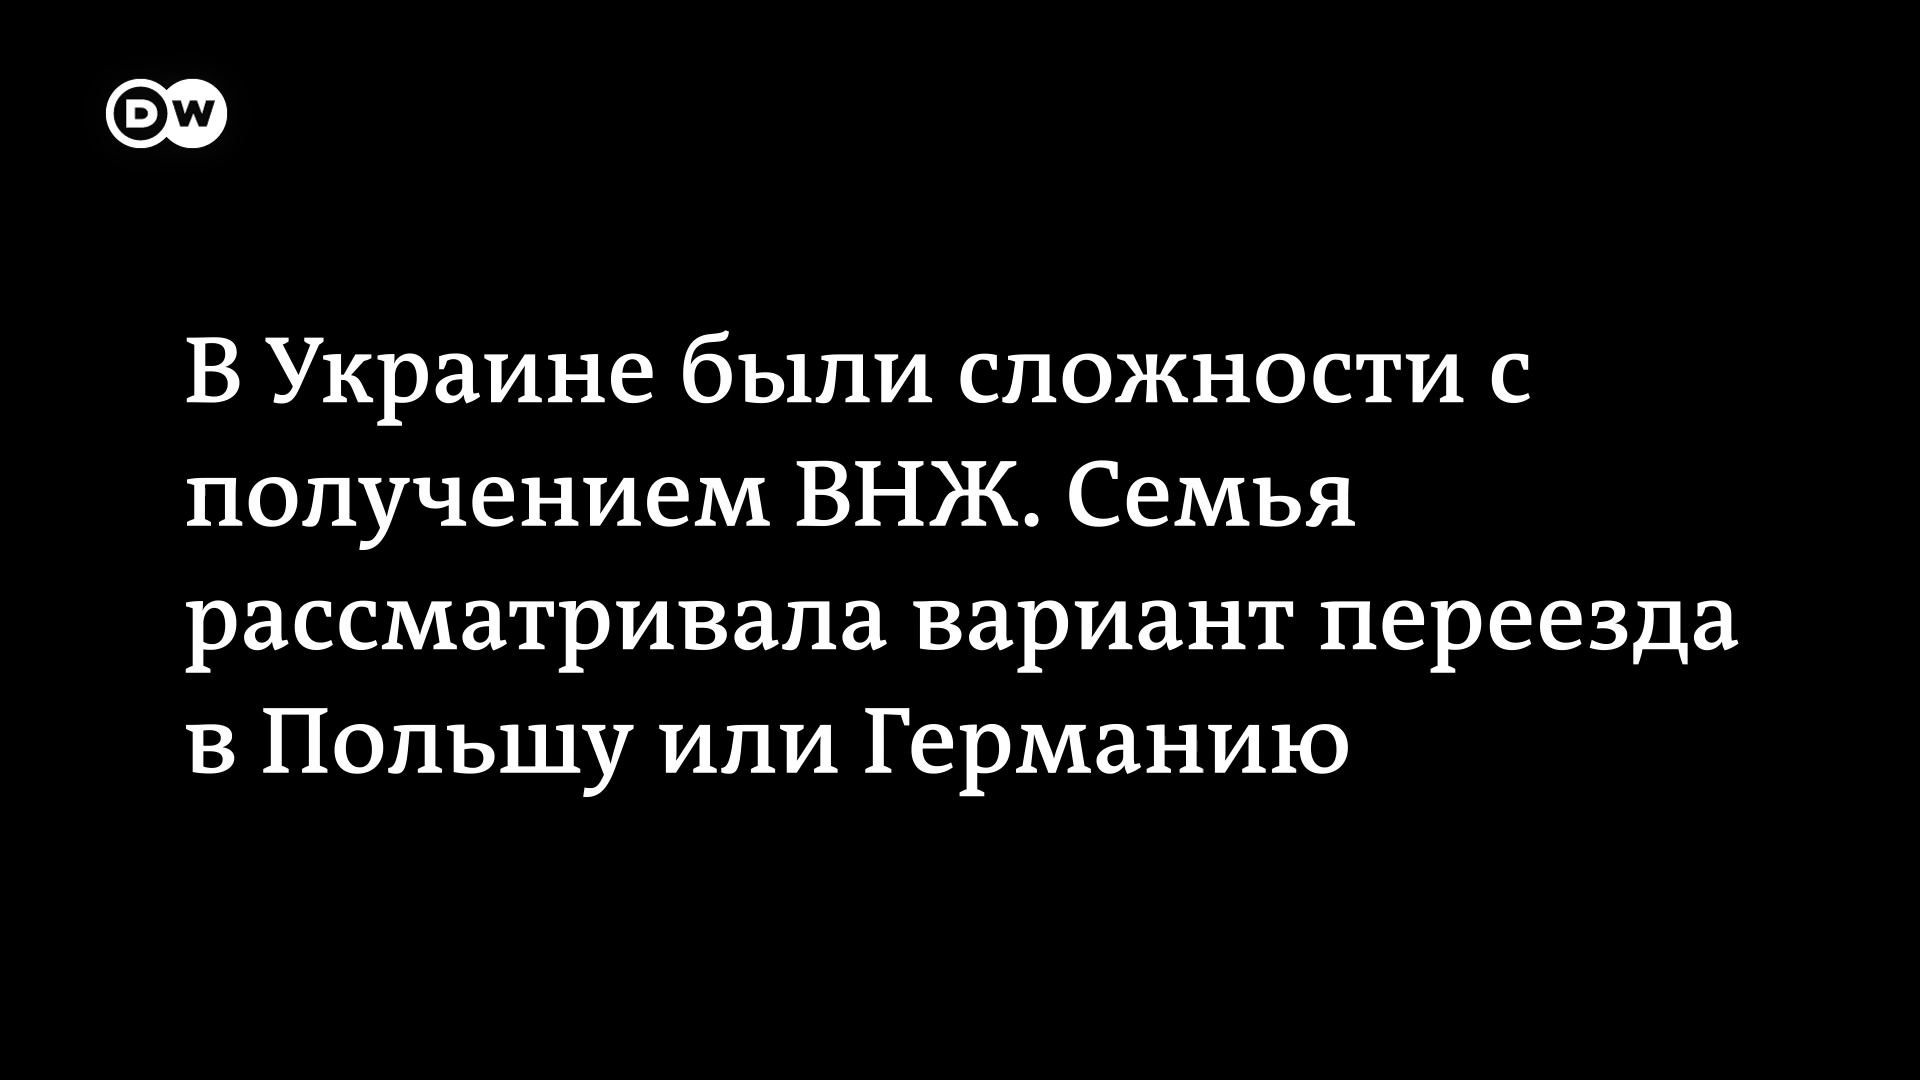 DW
В Украине были сложности с
получением ВНЖ. Семья
рассматривала вариант переезда
в Польшу или Германию